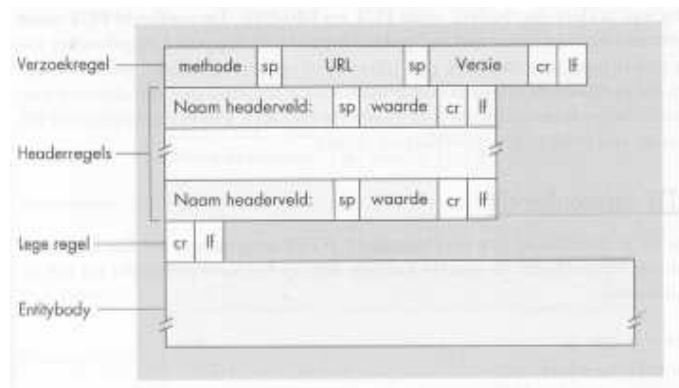 Verzoekregel methode sp URL sp Versie cr lf
Naam headerveld: sp waarde cr lf
Headerregels
Naam headerveld: sp waarde cr lf
Lege regel cr lf
Entitybody